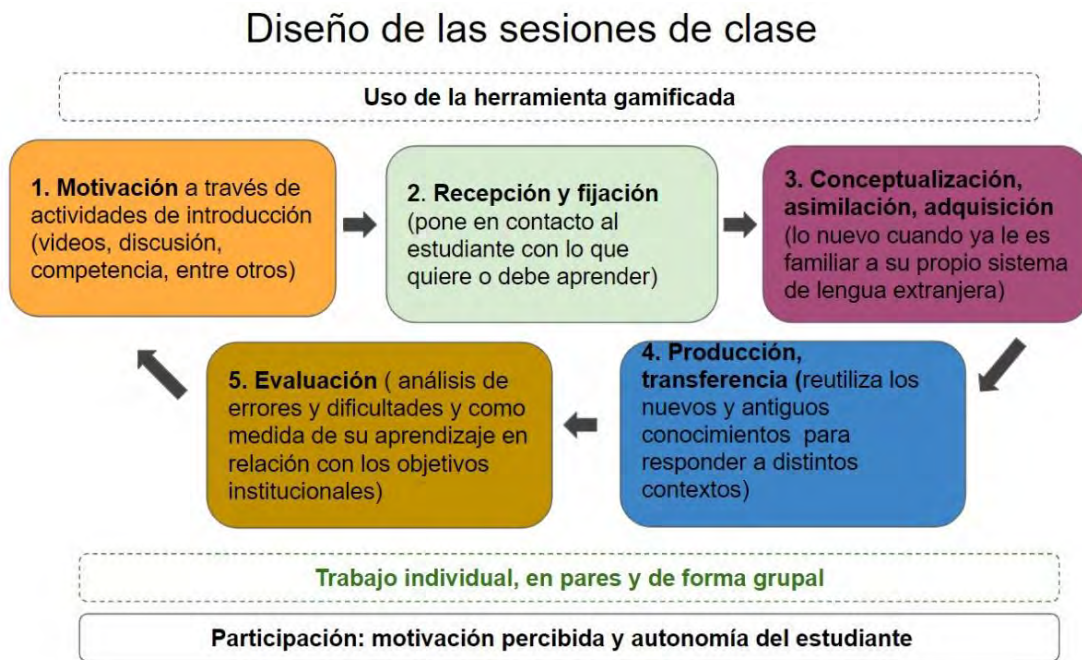 Diseño de las sesiones de clase
Uso de la herramienta gamificada
1. Motivación a través de
actividades de introducción
(videos, discusión,
competencia, entre otros)
2. Recepción y fijación
(pone en contacto al
estudiante con lo que
quiere o debe aprender)
3. Conceptualización,
asimilación, adquisición
(lo nuevo cuando ya le es
familiar a su propio sistema
de lengua extranjera)
4. Producción,
transferencia (reutiliza los
nuevos y antiguos
conocimientos para
responder a distintos
contextos)
5. Evaluación ( análisis de
errores y dificultades y como
medida de su aprendizaje en
relación con los objetivos
institucionales)
Trabajo individual, en pares y de forma grupal
Participación: motivación percibida y autonomía del estudiante